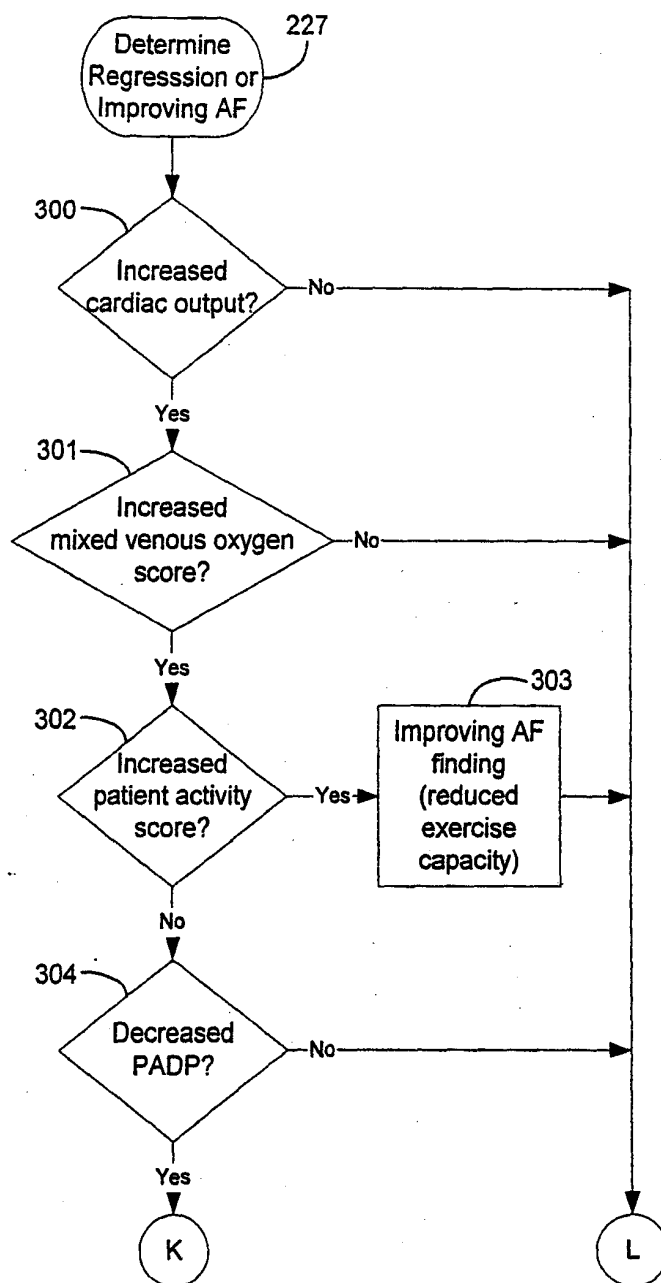 227
Determine
Regresssion or
Improving AF
300
Increased
cardiac output?
No
Yes
301
Increased
mixed venous oxygen
score?
No
Yes
302
Increased
patient activity
score?
Yes
303
Improving AF
finding
(reduced
exercise
capacity)
No
304
Decreased
PADP?
No
Yes
K
L